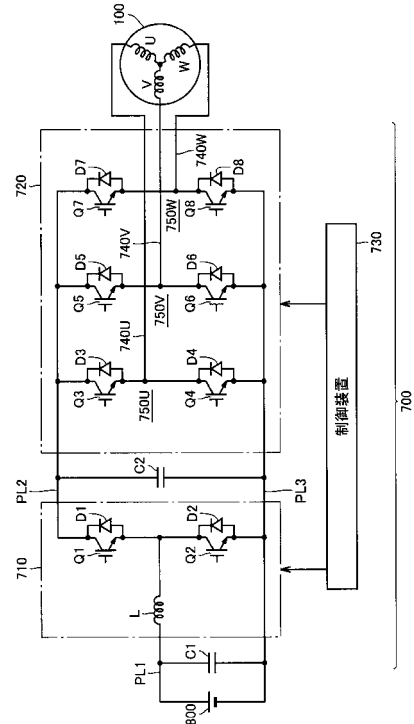 100
U
V
W
720
D7
Q7
D8
Q8
740W
750W
D5
Q5
740V
D6
Q6
750V
D3
Q3
740U
D4
Q4
750U
730
制御装置
700
PL2
C2
PL3
710
D1
Q1
D2
Q2
L
PL1
C1
800